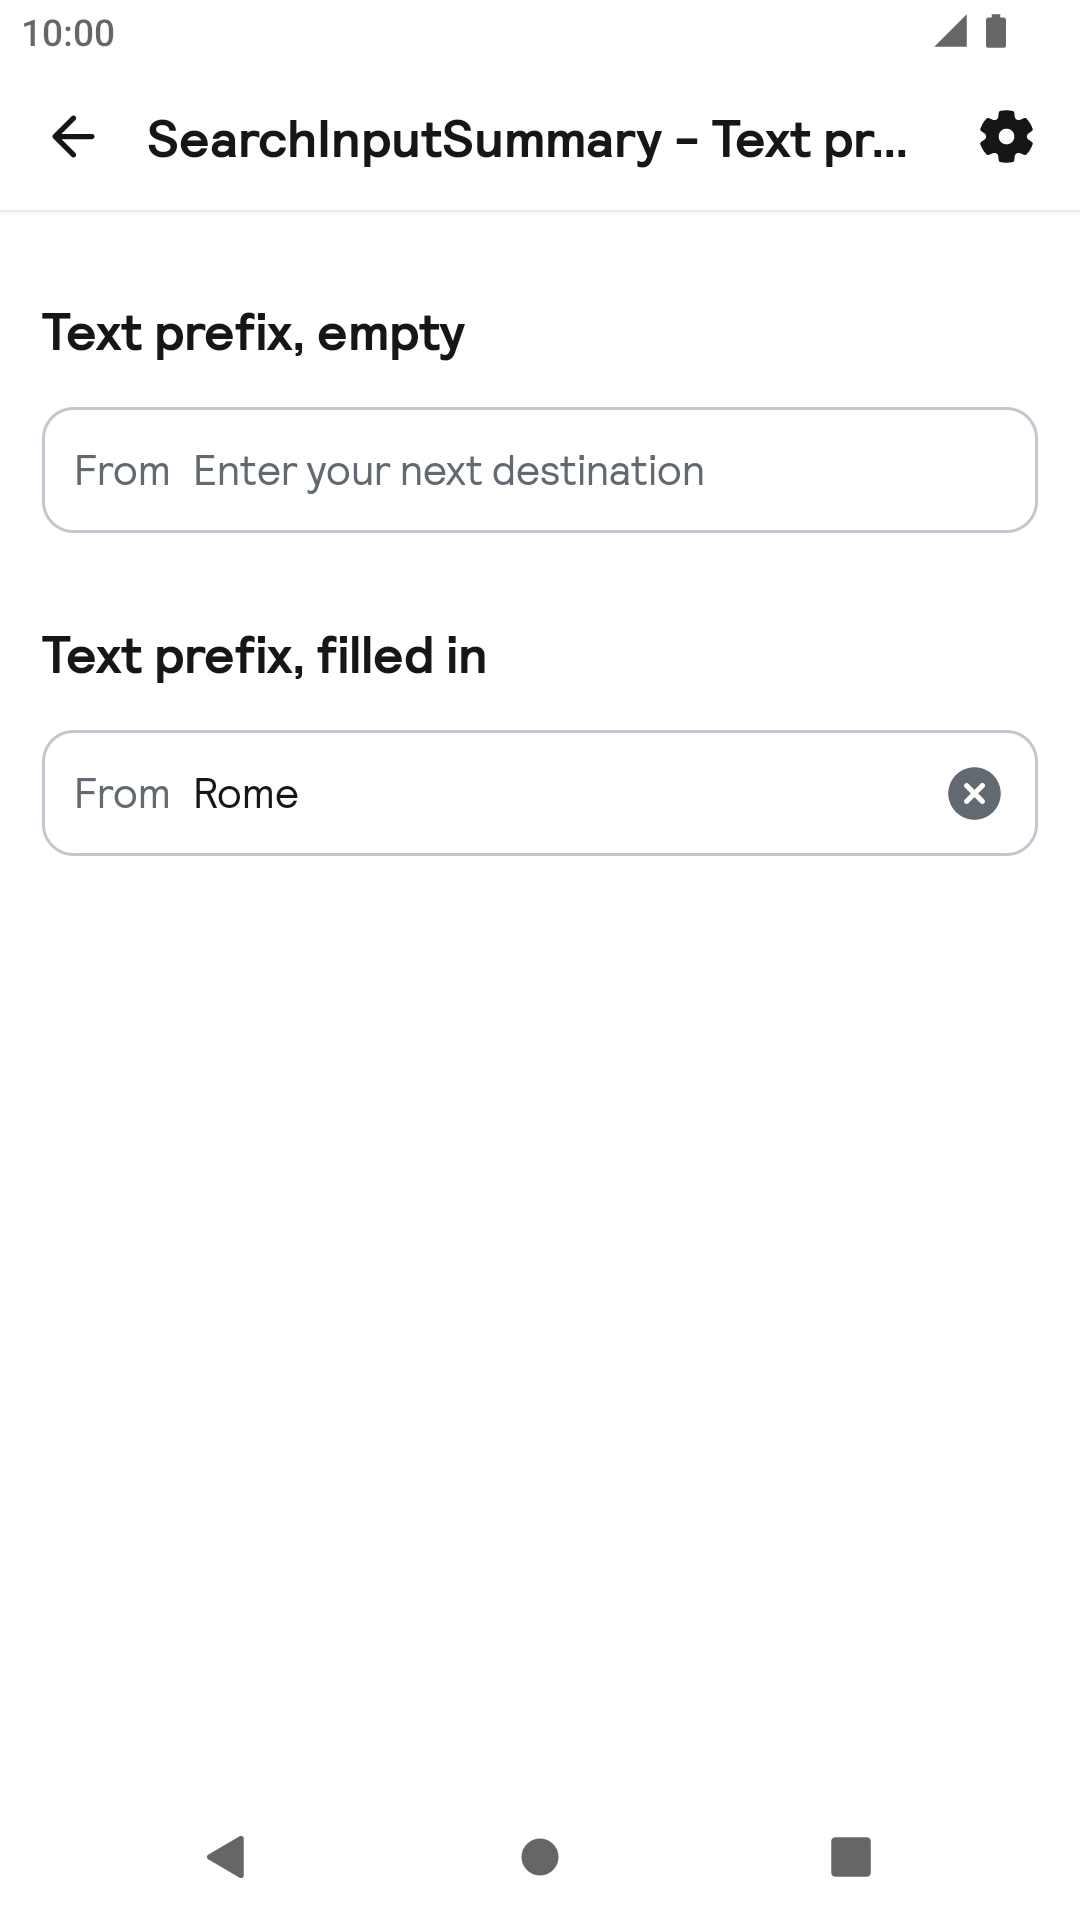 10:00
SearchInputSummary - Text pr...
Text prefix, empty
From Enter your next destination
Text prefix, filled in
From Rome